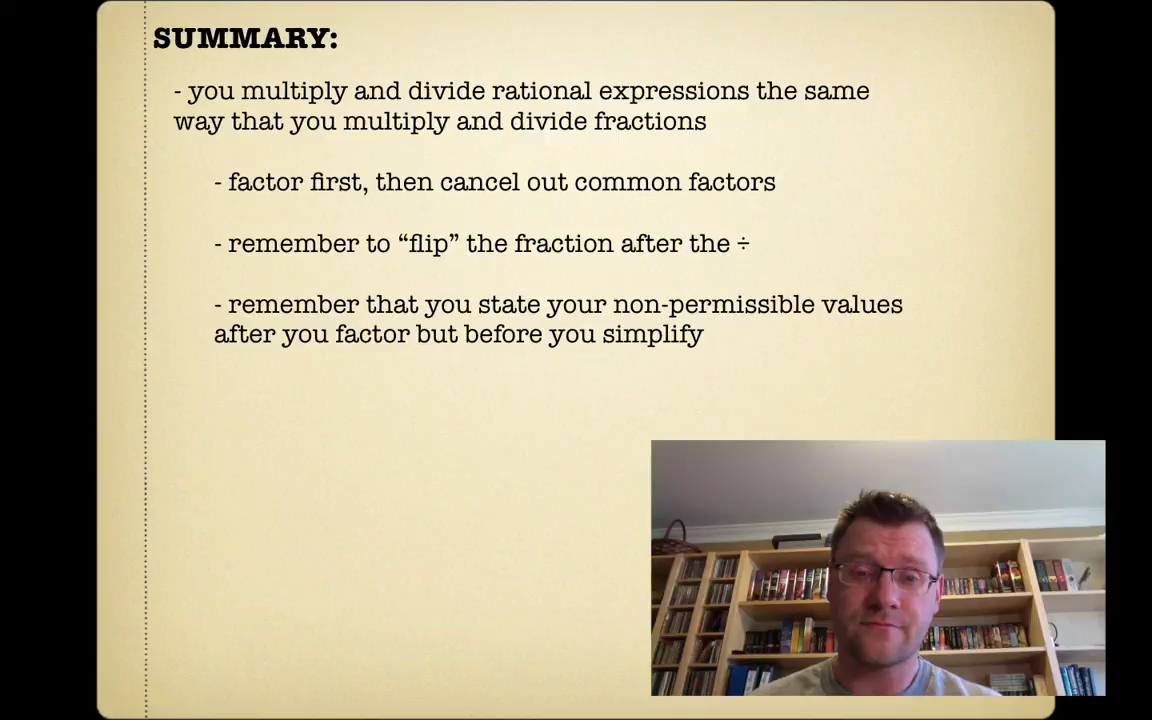 SUMMARY:
- you multiply and divide rational expressions the same
way that you multiply and divide fractions
- factor first, then cancel out common factors
- remember to “flip” the fraction after the ÷
- remember that you state your non-permissible values
after you factor but before you simplify